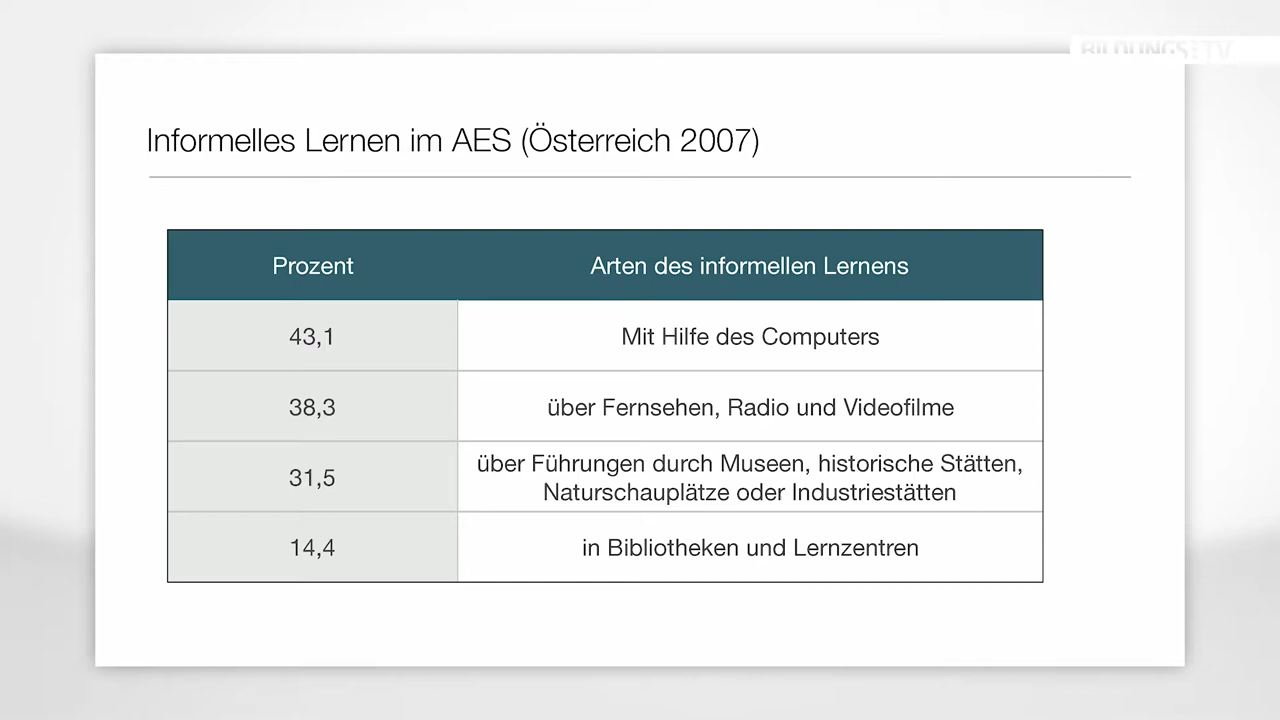 BILDUNGS TV
Informelles Lernen im AES (Österreich 2007)
Prozent
Arten des informellen Lernens
43,1
Mit Hilfe des Computers
38,3
über Fernsehen, Radio und Videofilme
31,5
über Führungen durch Museen, historische Stätten,
Naturschauplätze oder Industriestätten
14,4
in Bibliotheken und Lernzentren